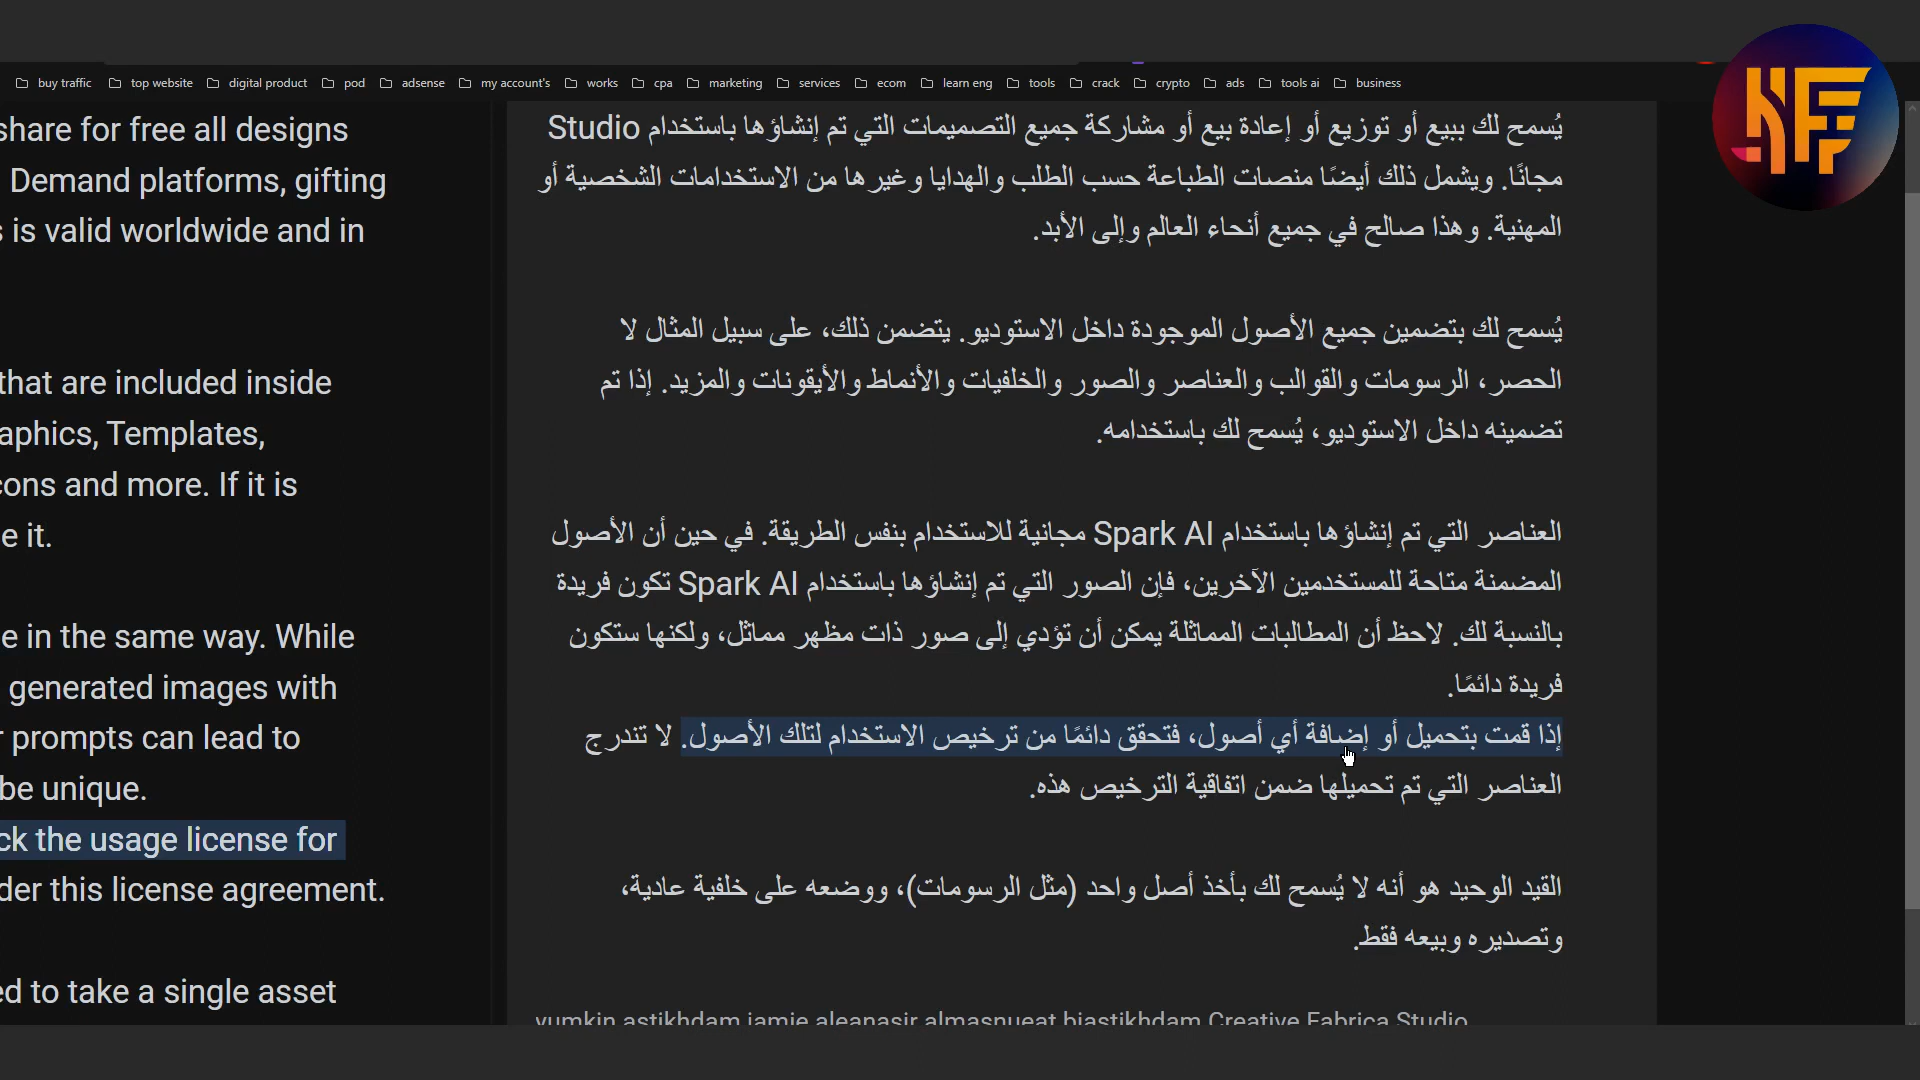 buy traffic top website digital product pod adsense my account's works cpa marketing services ecom learn eng tools crack crypto ads tools ai business
share for free all designs
Demand platforms, gifting
s is valid worldwide and in
that are included inside
aphics, Templates,
cons and more. If it is
e it.
e in the same way. While
generated images with
r prompts can lead to
be unique.
ck the usage license for
der this license agreement.
ed to take a single asset
يُسمح لك ببيع أو توزيع أو إعادة بيع أو مشاركة جميع التصميمات التي تم إنشاؤها باستخدام Studio
مجانًا. ويشمل ذلك أيضًا منصات الطباعة حسب الطلب والهدايا وغيرها من الاستخدامات الشخصية أو
المهنية. وهذا صالح في جميع أنحاء العالم وإلى الأبد.
يُسمح لك بتضمين جميع الأصول الموجودة داخل الاستوديو. يتضمن ذلك، على سبيل المثال لا
الحصر، الرسومات والقوالب والعناصر والصور والخلفيات والأنماط والأيقونات والمزيد. إذا تم
تضمينه داخل الاستوديو، يُسمح لك باستخدامه.
العناصر التي تم إنشاؤها باستخدام Spark AI مجانية للاستخدام بنفس الطريقة. في حين أن الأصول
المضمنة متاحة للمستخدمين الآخرين، فإن الصور التي تم إنشاؤها باستخدام Spark AI تكون فريدة
بالنسبة لك. لاحظ أن المطالبات المماثلة يمكن أن تؤدي إلى صور ذات مظهر مماثل، ولكنها ستكون
فريدة دائمًا.
إذا قمت بتحميل أو إضافة أي أصول، فتحقق دائمًا من ترخيص الاستخدام لتلك الأصول. لا تندرج
العناصر التي تم تحميلها ضمن اتفاقية الترخيص هذه.
القيد الوحيد هو أنه لا يُسمح لك بأخذ أصل واحد (مثل الرسومات)، ووضعه على خلفية عادية،
وتصديره وبيعه فقط.
yumkin astikhdam jamie aleanasir almasnueat biastikhdam Creative Fabrica Studio